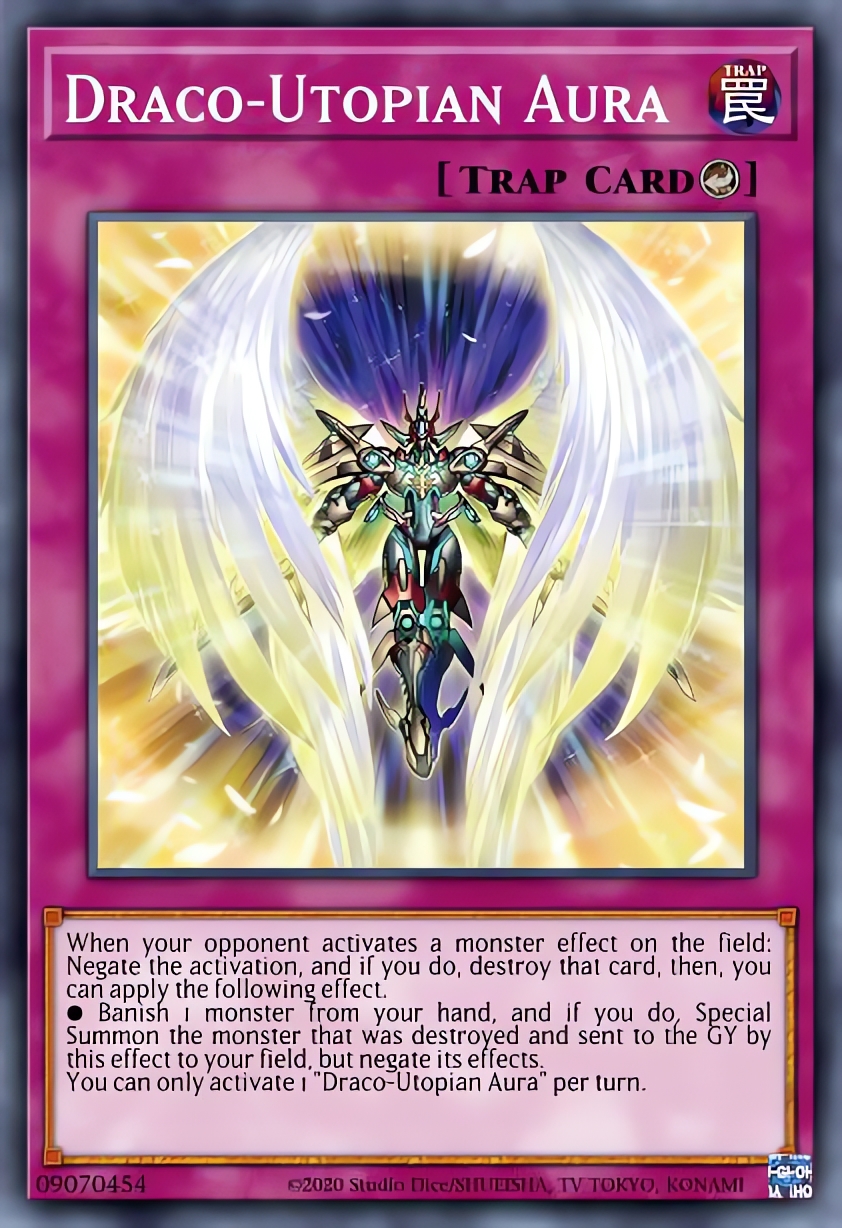 Draco-Utopian Aura
TRAP
罠
[Trap Card]
When your opponent activates a monster effect on the field:
Negate the activation, and if you do, destroy that card, then, you
can apply the following effect.
● Banish 1 monster from your hand, and if you do, Special
Summon the monster that was destroyed and sent to the GY by
this effect to your field, but negate its effects.
You can only activate 1 "Draco-Utopian Aura" per turn.
09070454
©2020 Studio Dice/SHUEISHA, TV TOKYO, KONAMI